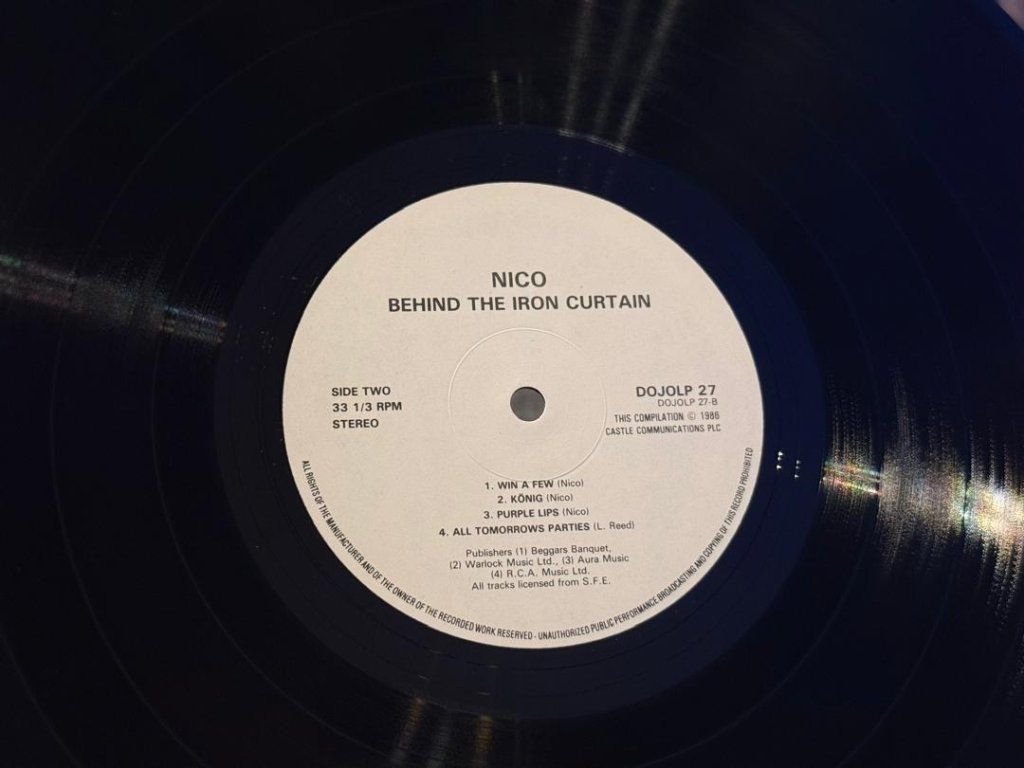 NICO
BEHIND THE IRON CURTAIN
SIDE TWO
33 1/3 RPM
STEREO
DOJOLP 27
DOJOLP 27-B
THIS COMPILATION © 1986
CASTLE COMMUNICATIONS PLC
1. WIN A FEW (Nico)
2. KÖNIG (Nico)
3. PURPLE LIPS (Nico)
4. ALL TOMORROWS PARTIES (L. Reed)
Publishers (1) Beggars Banquet,
(2) Warlock Music Ltd., (3) Aura Music
(4) R.C.A. Music Ltd.
All tracks licensed from S.F.E.
ALL RIGHTS OF THE MANUFACTURER AND OF THE OWNER OF THE RECORDED WORK RESERVED - UNAUTHORIZED PUBLIC PERFORMANCE BROADCASTING AND COPYING OF THIS RECORD PROHIBITED